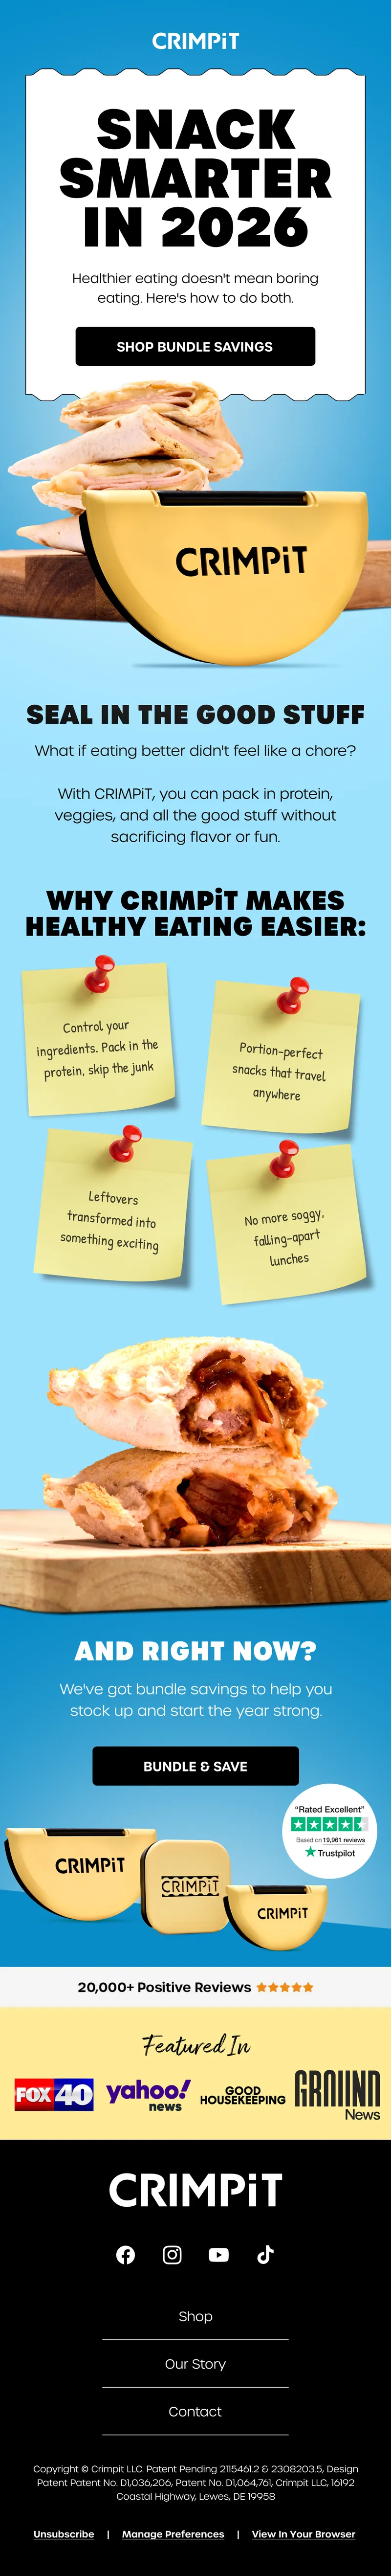 CRIMPiT
SNACK
SMARTER
IN 2026
Healthier eating doesn't mean boring
eating. Here's how to do both.
SHOP BUNDLE SAVINGS
CRIMPiT
SEAL IN THE GOOD STUFF
What if eating better didn't feel like a chore?
With CRIMPiT, you can pack in protein,
veggies, and all the good stuff without
sacrificing flavor or fun.
WHY CRIMPiT MAKES
HEALTHY EATING EASIER:
Control your
ingredients. Pack in the
protein, skip the junk
Portion-perfect
snacks that travel
anywhere
Leftovers
transformed into
something exciting
No more soggy,
falling-apart
lunches
AND RIGHT NOW?
We've got bundle savings to help you
stock up and start the year strong.
BUNDLE & SAVE
"Rated Excellent"
Based on 19,961 reviews
Trustpilot
CRIMPiT
CRIMPiT
CRIMPiT
20,000+ Positive Reviews
Featured In
FOX 40
yahoo!
news
GOOD
HOUSEKEEPING
GROUND
News
CRIMPiT
Shop
Our Story
Contact
Copyright © Crimpit LLC. Patent Pending 2115461.2 & 2308203.5, Design
Patent Patent No. D1,036,206, Patent No. D1,064,761, Crimpit LLC, 16192
Coastal Highway, Lewes, DE 19958
Unsubscribe | Manage Preferences | View In Your Browser